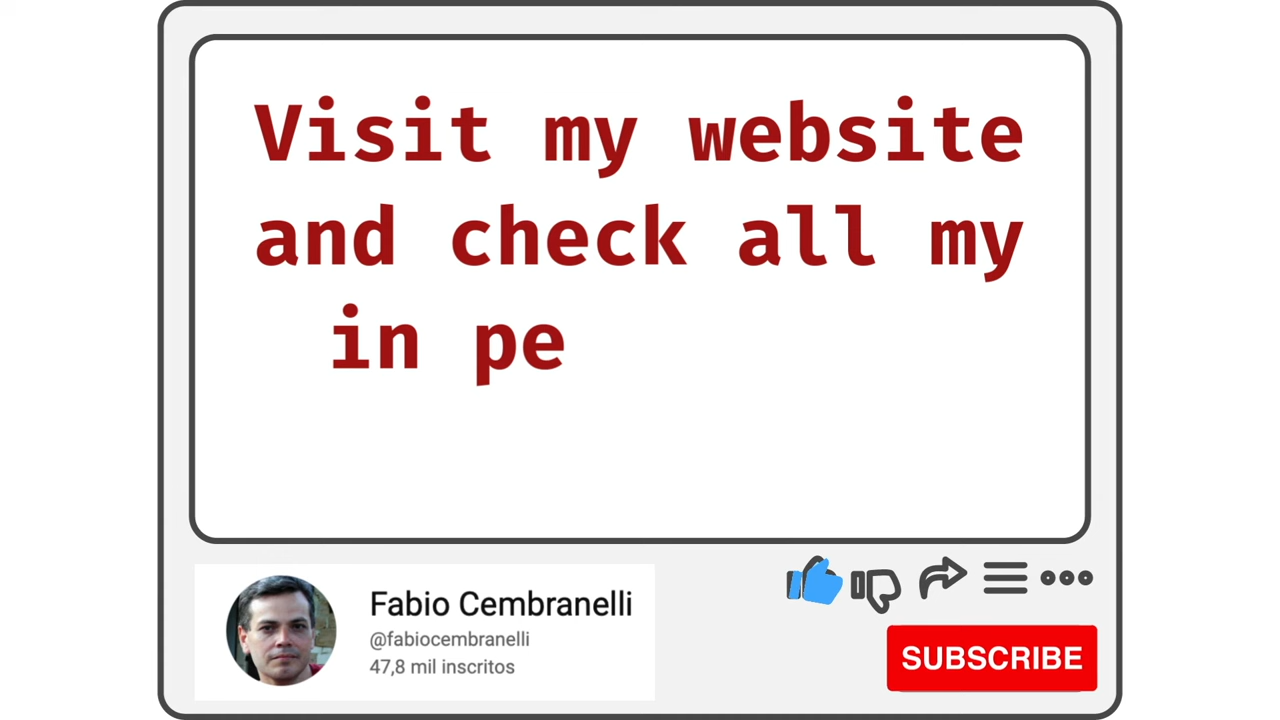 Visit my website
and check all my
in pe
Fabio Cembranelli
@fabiocembranelli
47,8 mil inscritos
SUBSCRIBE